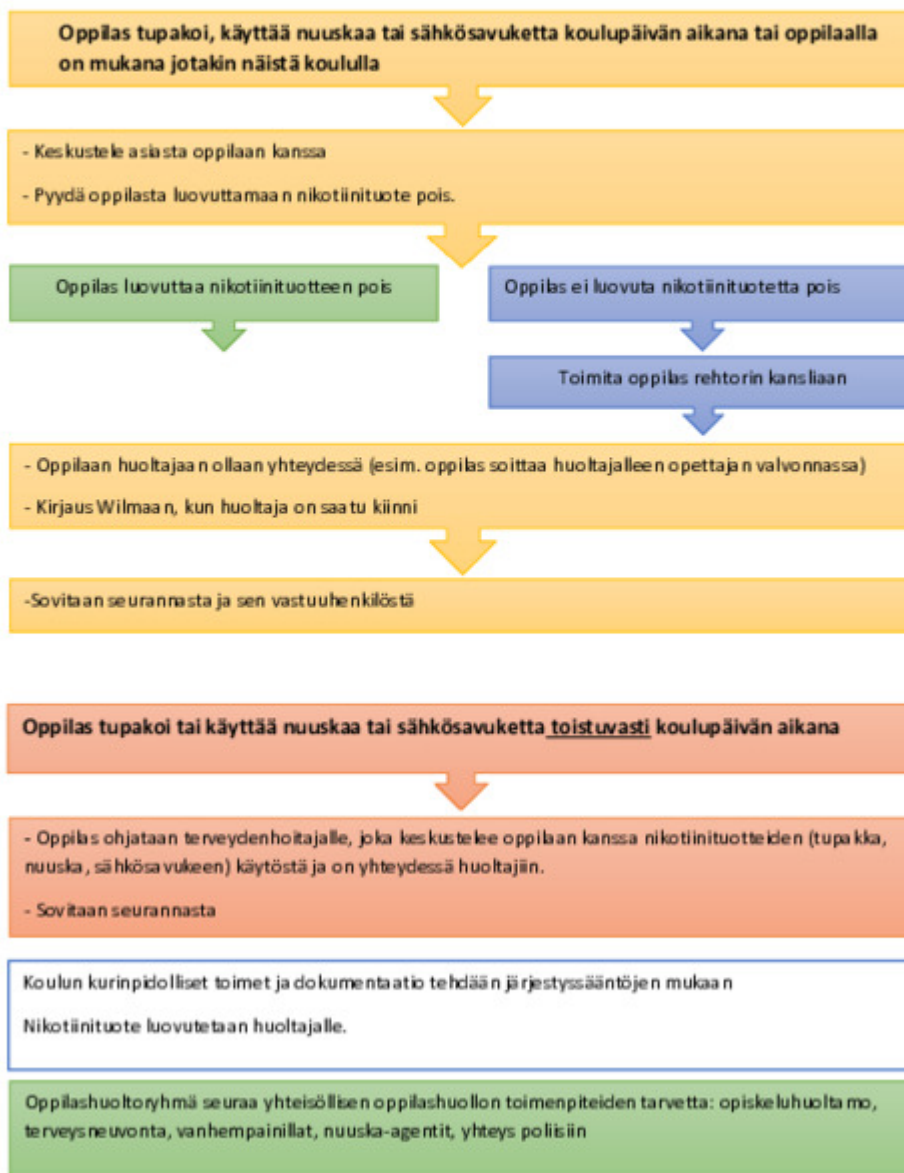 Oppilas tupakoi, käyttää nuuskaa tai sähkösavuketta koulupäivän aikana tai oppilaalla
on mukana jotakin näistä koululla
- Keskustele asiasta oppilaan kanssa
- Pyydä oppilasta luovuttamaan nikotiinituote pois.
Oppilas luovuttaa nikotiinituotteen pois
Oppilas ei luovuta nikotiinituotetta pois
Toimita oppilas rehtorin kansliaan
- Oppilaan huoltajaan ollaan yhteydessä (esim. oppilas soittaa huoltajalleen opettajan valvonnassa)
- Kirjaus Wilmaan, kun huoltaja on saatu kiinni
-Sovitaan seurannasta ja sen vastuuhenkilöstä
Oppilas tupakoi tai käyttää nuuskaa tai sähkösavuketta toistuvasti koulupäivän aikana
- Oppilas ohjataan terveydenhoitajalle, joka keskustelee oppilaan kanssa nikotiinituotteiden (tupakka,
nuuska, sähkösavukeen) käytöstä ja on yhteydessä huoltajiin.
- Sovitaan seurannasta
Koulun kurinpidolliset toimet ja dokumentaatio tehdään järjestyssääntöjen mukaan
Nikotiinituote luovutetaan huoltajalle.
Oppilashuoltoryhmä seuraa yhteisöllisen oppilashuollon toimenpiteiden tarvetta: opiskeluhuoltamo,
terveysneuvonta, vanhempainillat, nuuska-agentit, yhteys poliisiin